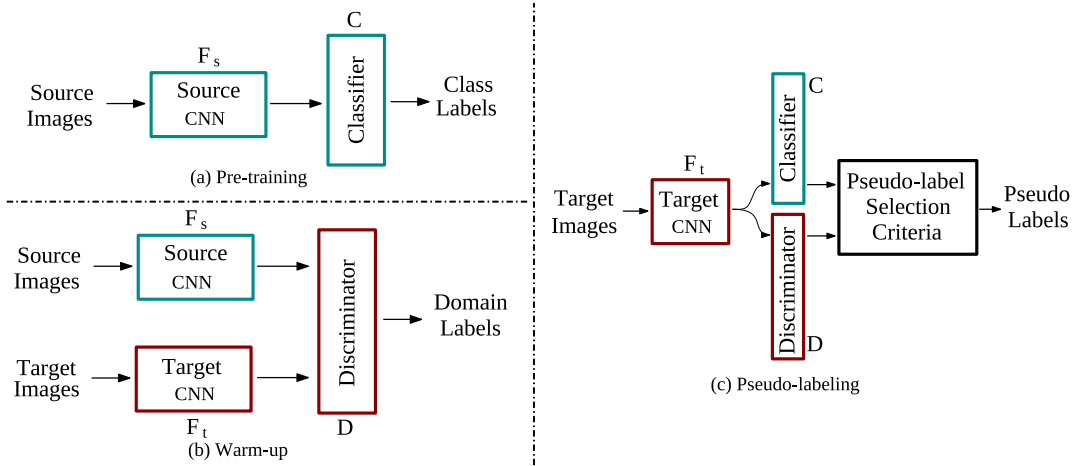 C
F s
Source
Images
Source
CNN
Classifier
Class
Labels
(a) Pre-training
F s
Source
Images
Source
CNN
Discriminator
Domain
Labels
Target
Images
Target
CNN
F t
D
(b) Warm-up
C
Classifier
F t
Target
Images
Target
CNN
Discriminator
D
Pseudo-label
Selection
Criteria
Pseudo
Labels
(c) Pseudo-labeling